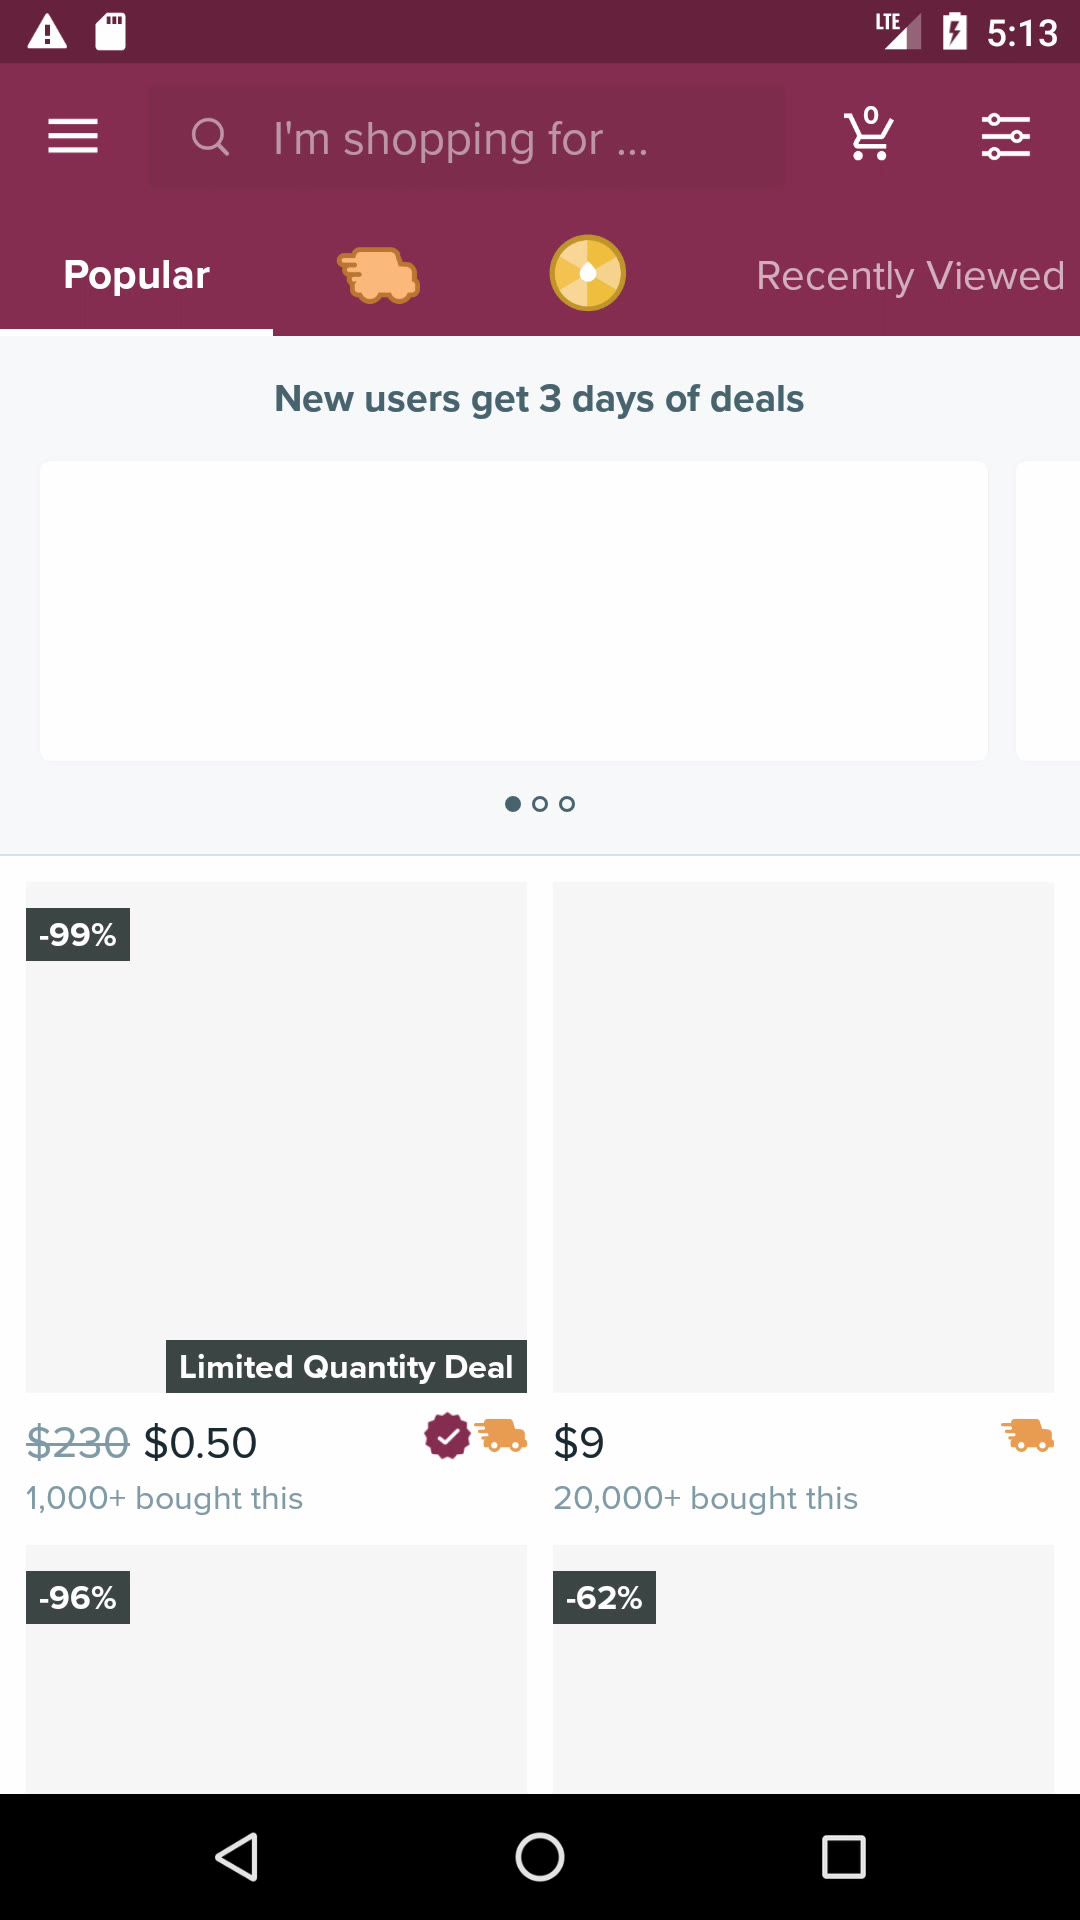 LTE 5:13
I'm shopping for ...
0
Popular
Recently Viewed
New users get 3 days of deals
-99%
Limited Quantity Deal
$230 $0.50
1,000+ bought this
$9
20,000+ bought this
-96%
-62%